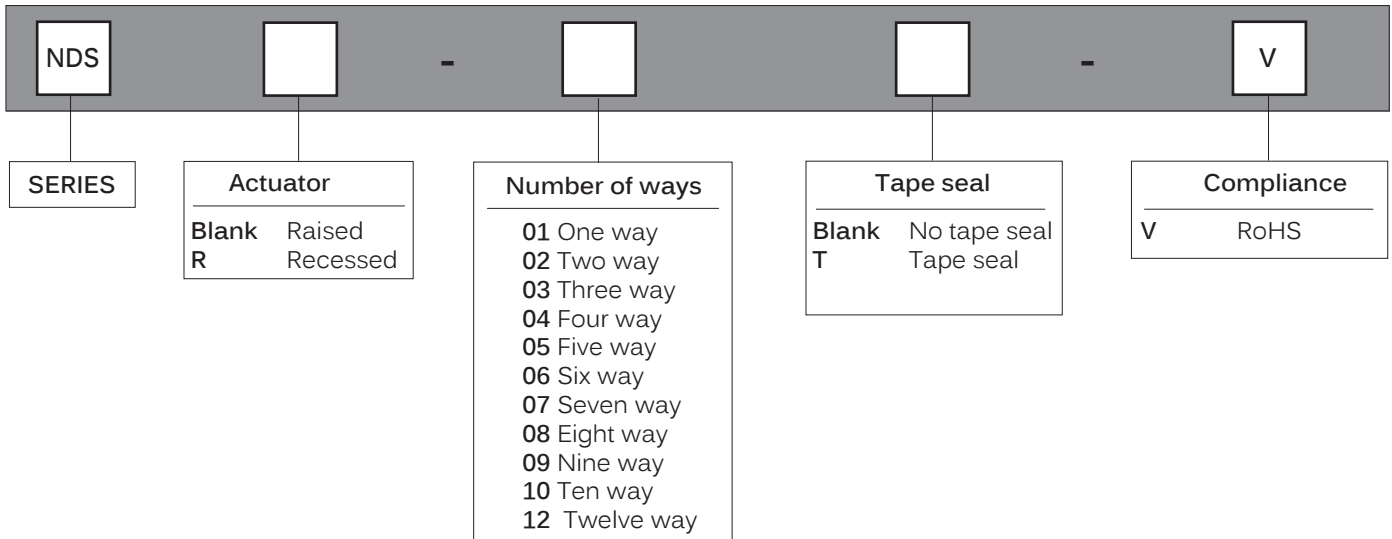 NDS - - V
SERIES
Actuator
Blank Raised
R Recessed
Number of ways
01 One way
02 Two way
03 Three way
04 Four way
05 Five way
06 Six way
07 Seven way
08 Eight way
09 Nine way
10 Ten way
12 Twelve way
Tape seal
Blank No tape seal
T Tape seal
Compliance
V RoHS